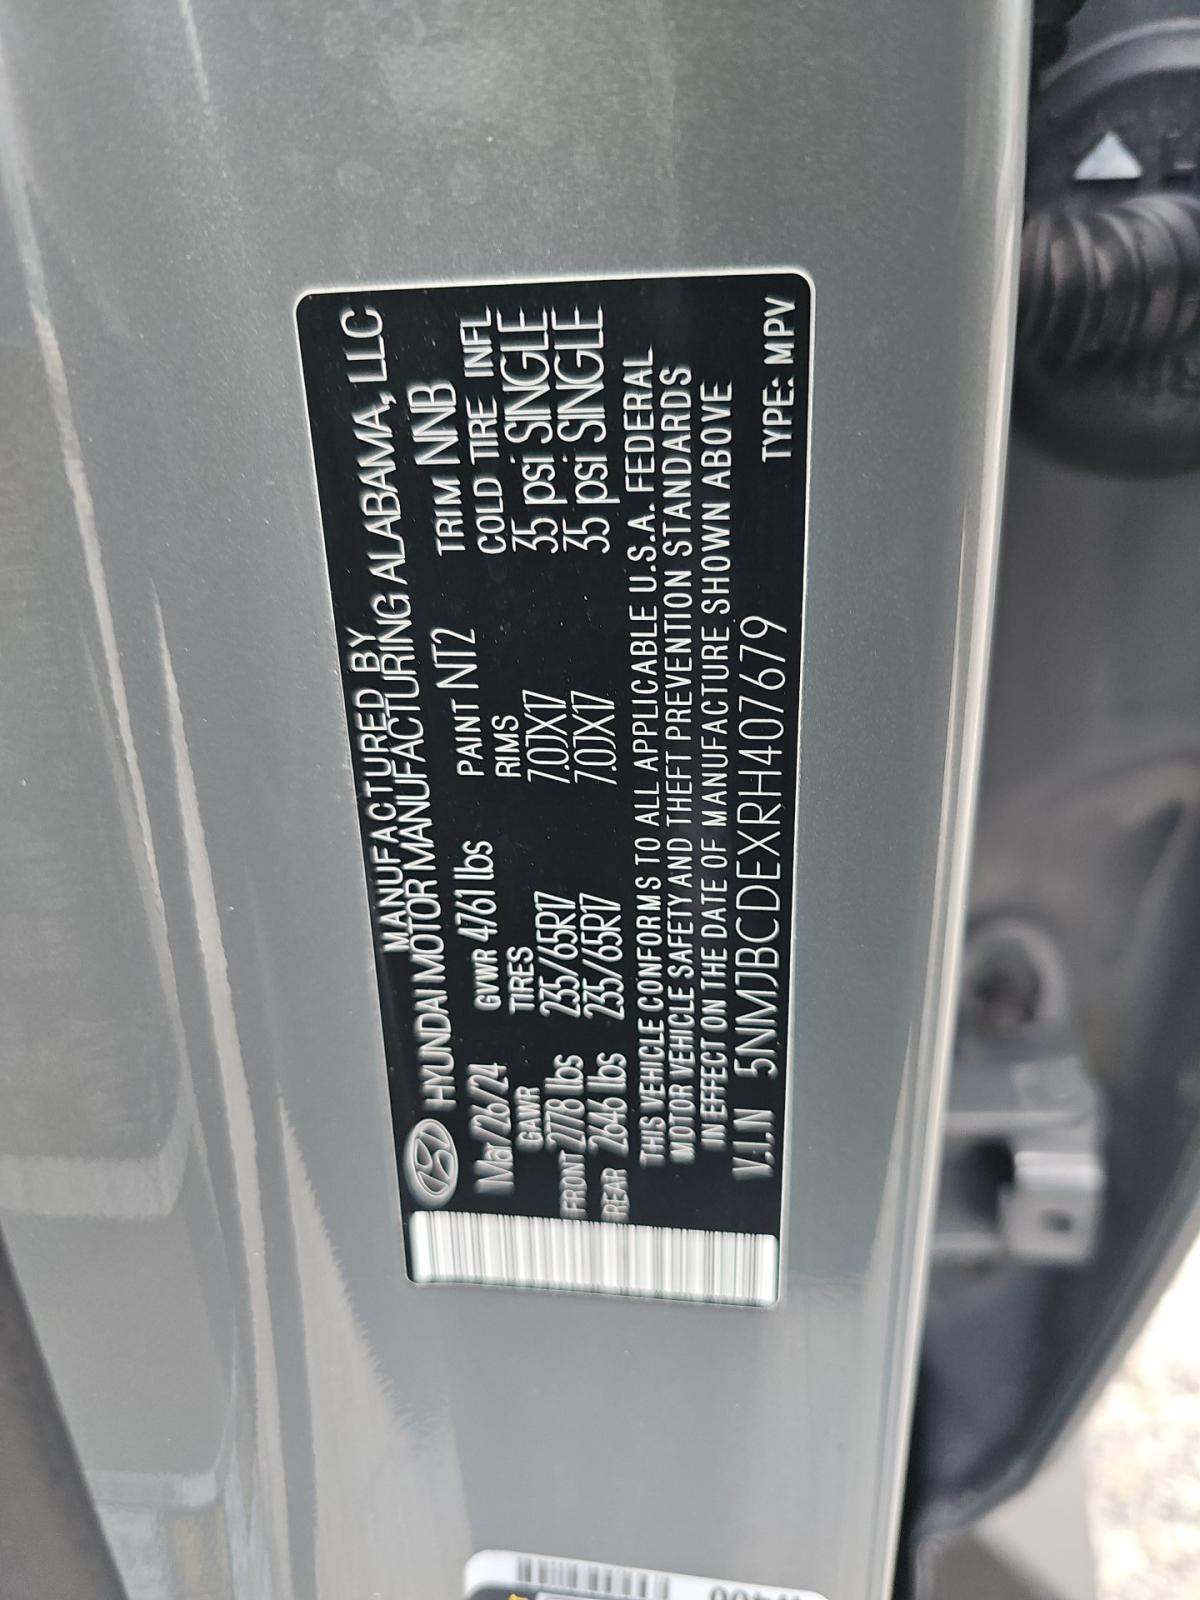 MANUFACTURED BY
HYUNDAI MOTOR MANUFACTURING ALABAMA, LLC
Mar/26/24 GVWR 4761 lbs PAINT NT2 TRIM NNB
GAWR TIRES RIMS COLD TIRE INFL
FRONT 2778 lbs 235/65R17 7.0JX17 35 psi SINGLE
REAR 2646 lbs 235/65R17 7.0JX17 35 psi SINGLE
THIS VEHICLE CONFORMS TO ALL APPLICABLE U.S.A. FEDERAL
MOTOR VEHICLE SAFETY AND THEFT PREVENTION STANDARDS
IN EFFECT ON THE DATE OF MANUFACTURE SHOWN ABOVE
V.I.N 5NMJBCDEXRH407679 TYPE: MPV